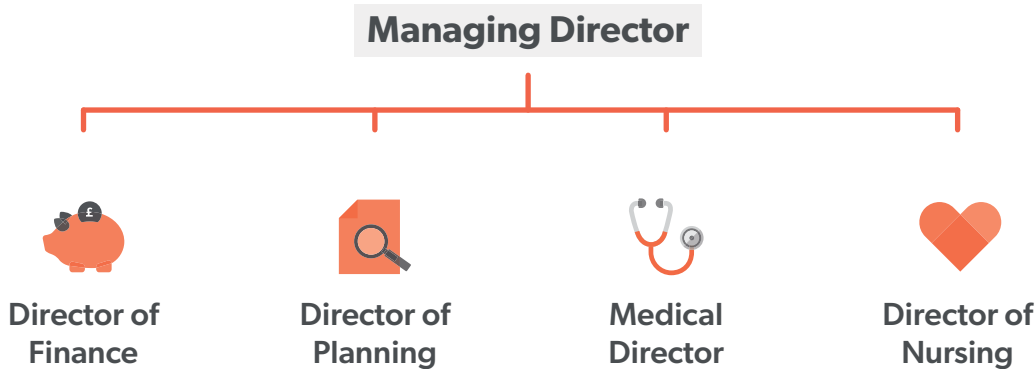 Managing Director
£
Director of
Finance
Director of
Planning
Medical
Director
Director of
Nursing